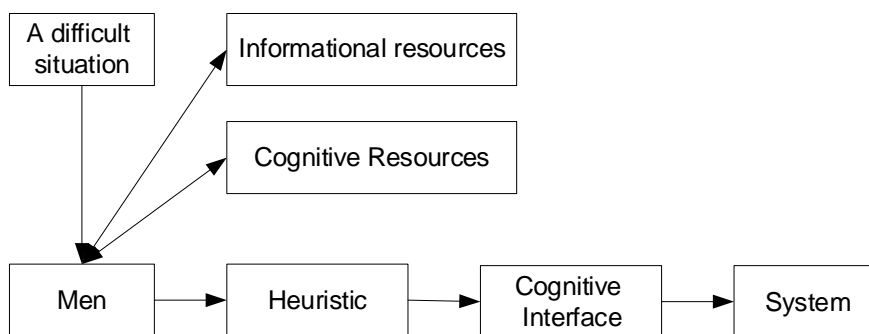 A difficult
situation
Informational resources
Cognitive Resources
Men
Heuristic
Cognitive
Interface
System